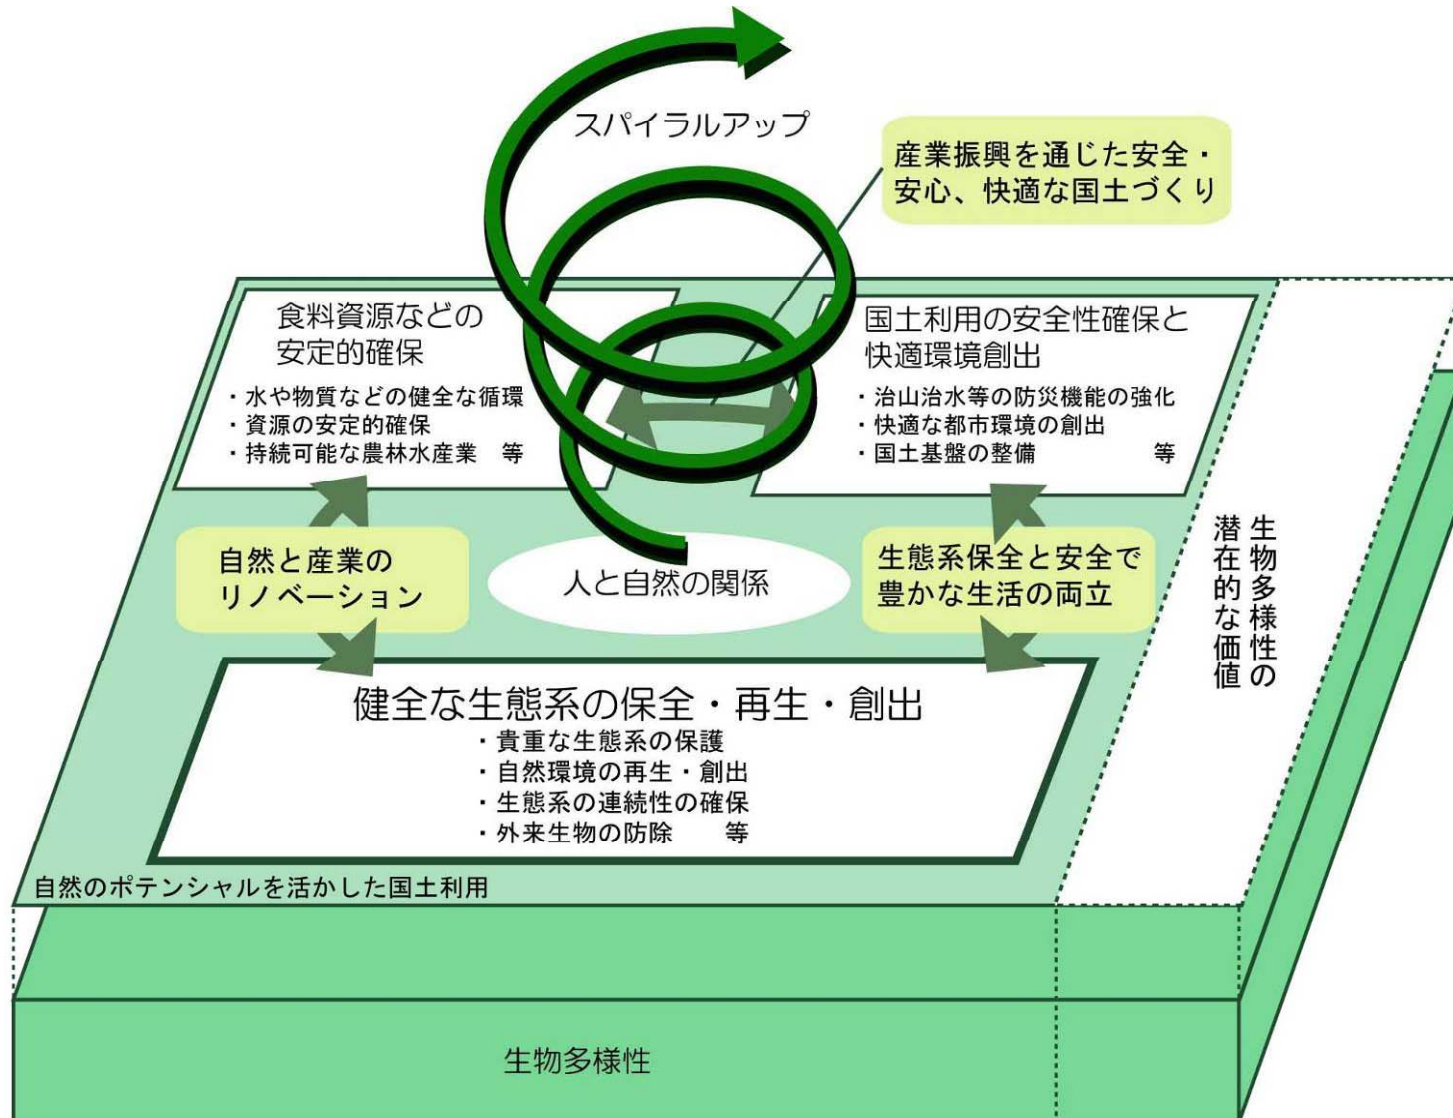 スパイラルアップ
産業振興を通じた安全・
安心、快適な国土づくり
食料資源などの
安定的確保
・水や物質などの健全な循環
・資源の安定的確保
・持続可能な農林水産業　等
国土利用の安全性確保と
快適環境創出
・治山治水等の防災機能の強化
・快適な都市環境の創出
・国土基盤の整備　　　　　等
自然と産業の
リノベーション
人と自然の関係
生態系保全と安全で
豊かな生活の両立
生物多様性の
潜在的な価値
健全な生態系の保全・再生・創出
・貴重な生態系の保護
・自然環境の再生・創出
・生態系の連続性の確保
・外来生物の防除　　等
自然のポテンシャルを活かした国土利用
生物多様性